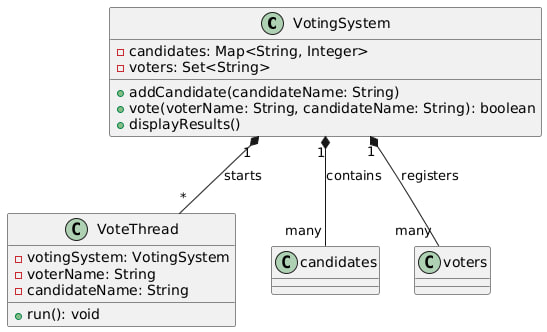 C VotingSystem
candidates: Map<String, Integer>
voters: Set<String>
addCandidate(candidateName: String)
vote(voterName: String, candidateName: String): boolean
displayResults()
1 1 1
starts contains registers
* many many
C VoteThread
votingSystem: VotingSystem
voterName: String
candidateName: String
run(): void
C candidates
C voters